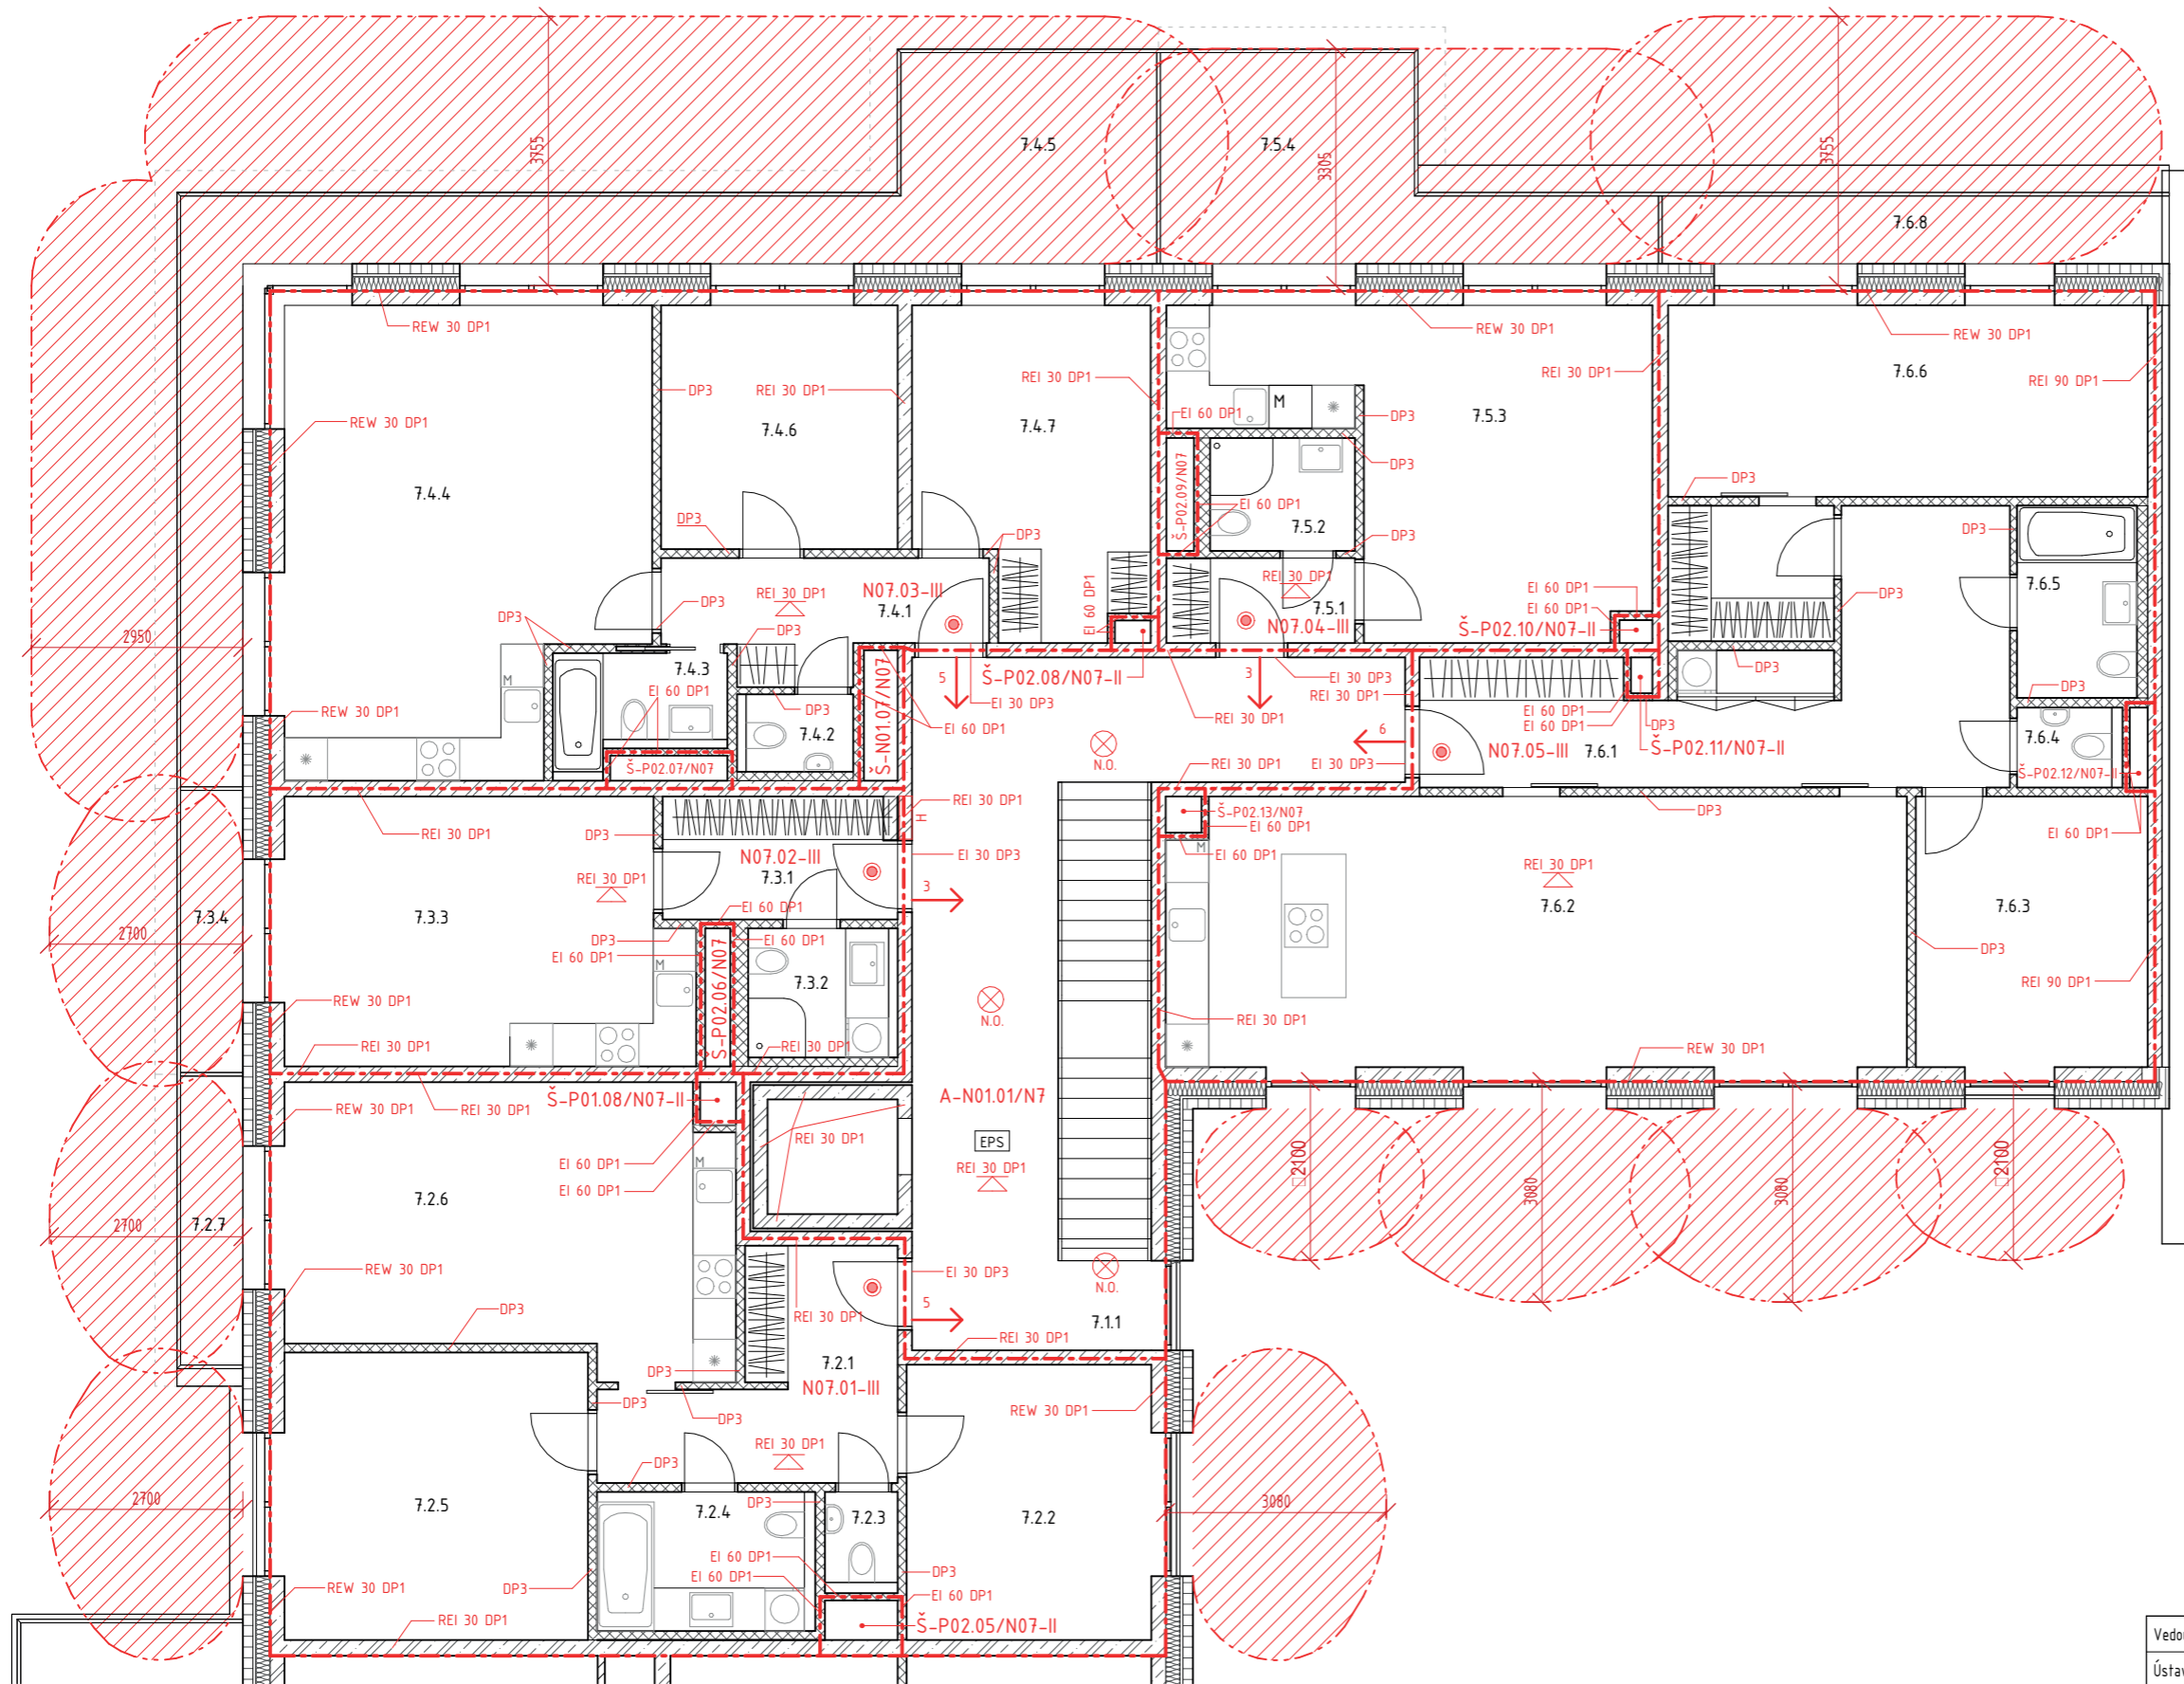 3755
3305
3755
7.4.5
7.5.4
7.6.8
REW 30 DP1
REW 30 DP1
REW 30 DP1
REI 30 DP1
REI 30 DP1
REI 90 DP1
DP3
REI 30 DP1
7.6.6
M
EI 60 DP1
DP3
7.5.3
REW 30 DP1
7.4.6
7.4.7
DP3
7.4.4
Š-P02.09/N07
EI 60 DP1
7.5.2
DP3
DP3
DP3
DP3
DP3
7.6.5
REI 30 DP1
N07.03-III
7.4.1
EI 60 DP1
REI 30 DP1
7.5.1
N07.04-III
EI 60 DP1
EI 60 DP1
Š-P02.10/N07-II
DP3
DP3
DP3
DP3
2950
7.4.3
EI 60 DP1
M
DP3
7.4.2
Š-N01.07/N07
5
Š-P02.08/N07-II
EI 30 DP3
EI 60 DP1
3
EI 30 DP3
REI 30 DP1
REI 30 DP1
DP3
DP3
EI 60 DP1
EI 60 DP1
DP3
REW 30 DP1
N.O.
6
EI 30 DP3
N07.05-III
7.6.1
Š-P02.11/N07-II
7.6.4
Š-P02.12/N07-II
Š-P02.07/N07
REI 30 DP1
REI 30 DP1
H
Š-P02.13/N07
EI 60 DP1
DP3
EI 60 DP1
REI 30 DP1
DP3
M
EI 60 DP1
N07.02-III
7.3.1
EI 30 DP3
REI 30 DP1
REI 30 DP1
3
7.3.4
7.3.3
7.6.2
7.6.3
2700
EI 60 DP1
DP3
EI 60 DP1
EI 60 DP1
DP3
M
7.3.2
Š-P02.06/N07
REI 90 DP1
REW 30 DP1
N.O.
REI 30 DP1
REI 30 DP1
REI 30 DP1
REW 30 DP1
REW 30 DP1
REI 30 DP1
Š-P01.08/N07-II
A-N01.01/N7
REI 30 DP1
EPS
EI 60 DP1
M
EI 60 DP1
REI 30 DP1
2100
3080
3080
2100
7.2.6
2700
7.2.7
REW 30 DP1
EI 30 DP3
N.O.
DP3
REI 30 DP1
5
7.1.1
REI 30 DP1
DP3
7.2.1
N07.01-III
DP3
DP3
REW 30 DP1
REI 30 DP1
DP3
2700
7.2.5
7.2.4
DP3
7.2.3
7.2.2
3080
EI 60 DP1
EI 60 DP1
DP3
REW 30 DP1
DP3
EI 60 DP1
REI 30 DP1
Š-P02.05/N07-II
Vedo
Ústav